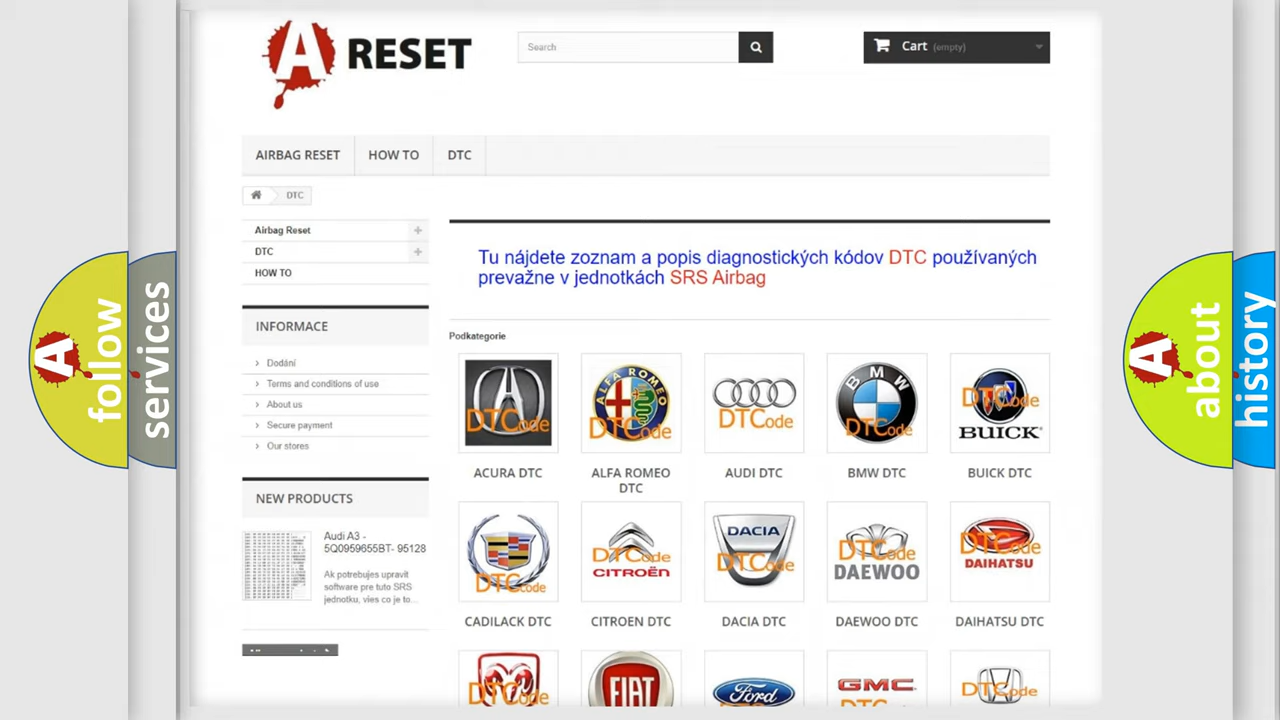 A RESET
Search
Cart (empty)
AIRBAG RESET
HOW TO
DTC
DTC
Airbag Reset
DTC
HOW TO
Tu nájdete zoznam a popis diagnostických kódov DTC používaných
prevažne v jednotkách SRS Airbag
INFORMACE
Dodání
Terms and conditions of use
About us
Secure payment
Our stores
Podkategorie
DTCode
ALFA ROMEO
DTCode
DTCode
BMW
DTCode
DTCode
BUICK
ACURA DTC
ALFA ROMEO
DTC
AUDI DTC
BMW DTC
BUICK DTC
NEW PRODUCTS
Audi A3 -
5Q0959655BT- 95128
Ak potrebujes upravit
software pre tuto SRS
jednotku, vies co je to...
DTCode
DTCode
CITROËN
DACIA
DTCode
DTCode
DAEWOO
DTCode
DAIHATSU
CADILACK DTC
CITROEN DTC
DACIA DTC
DAEWOO DTC
DAIHATSU DTC
DTCode
FIAT
Ford
GMC
DTCode
A follow
services
A about
history